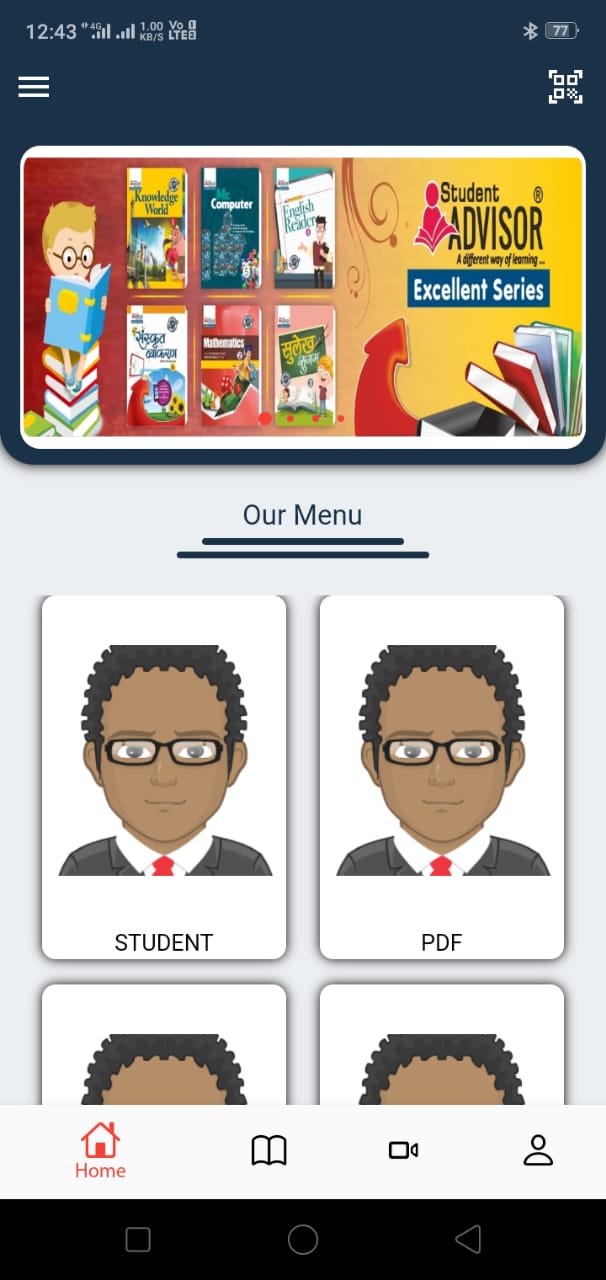 12:43 4G 1.00 KB/S Vo LTE 77
Student ®
ADVISOR
A different way of learning ...
Excellent Series
Knowledge World
Computer
English Reader
संस्कृत व्याकरण
Mathematics
सुलेख सुगम
Our Menu
STUDENT
PDF
Home